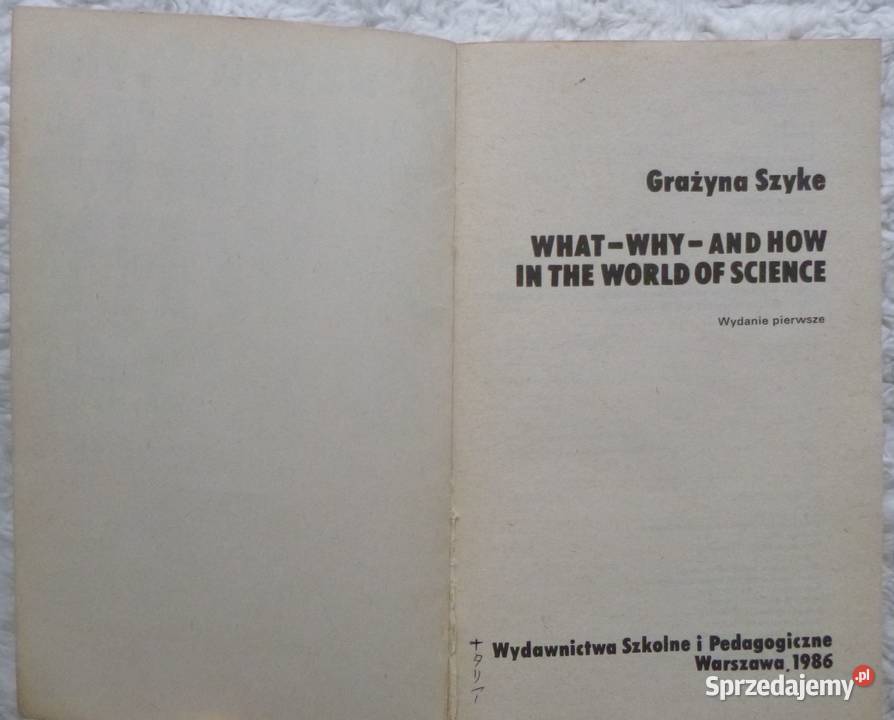 Grażyna Szyke
WHAT–WHY–AND HOW
IN THE WORLD OF SCIENCE
Wydanie pierwsze
Wydawnictwa Szkolne i Pedagogiczne
Warszawa, 1986
Sprzedajemy.pl